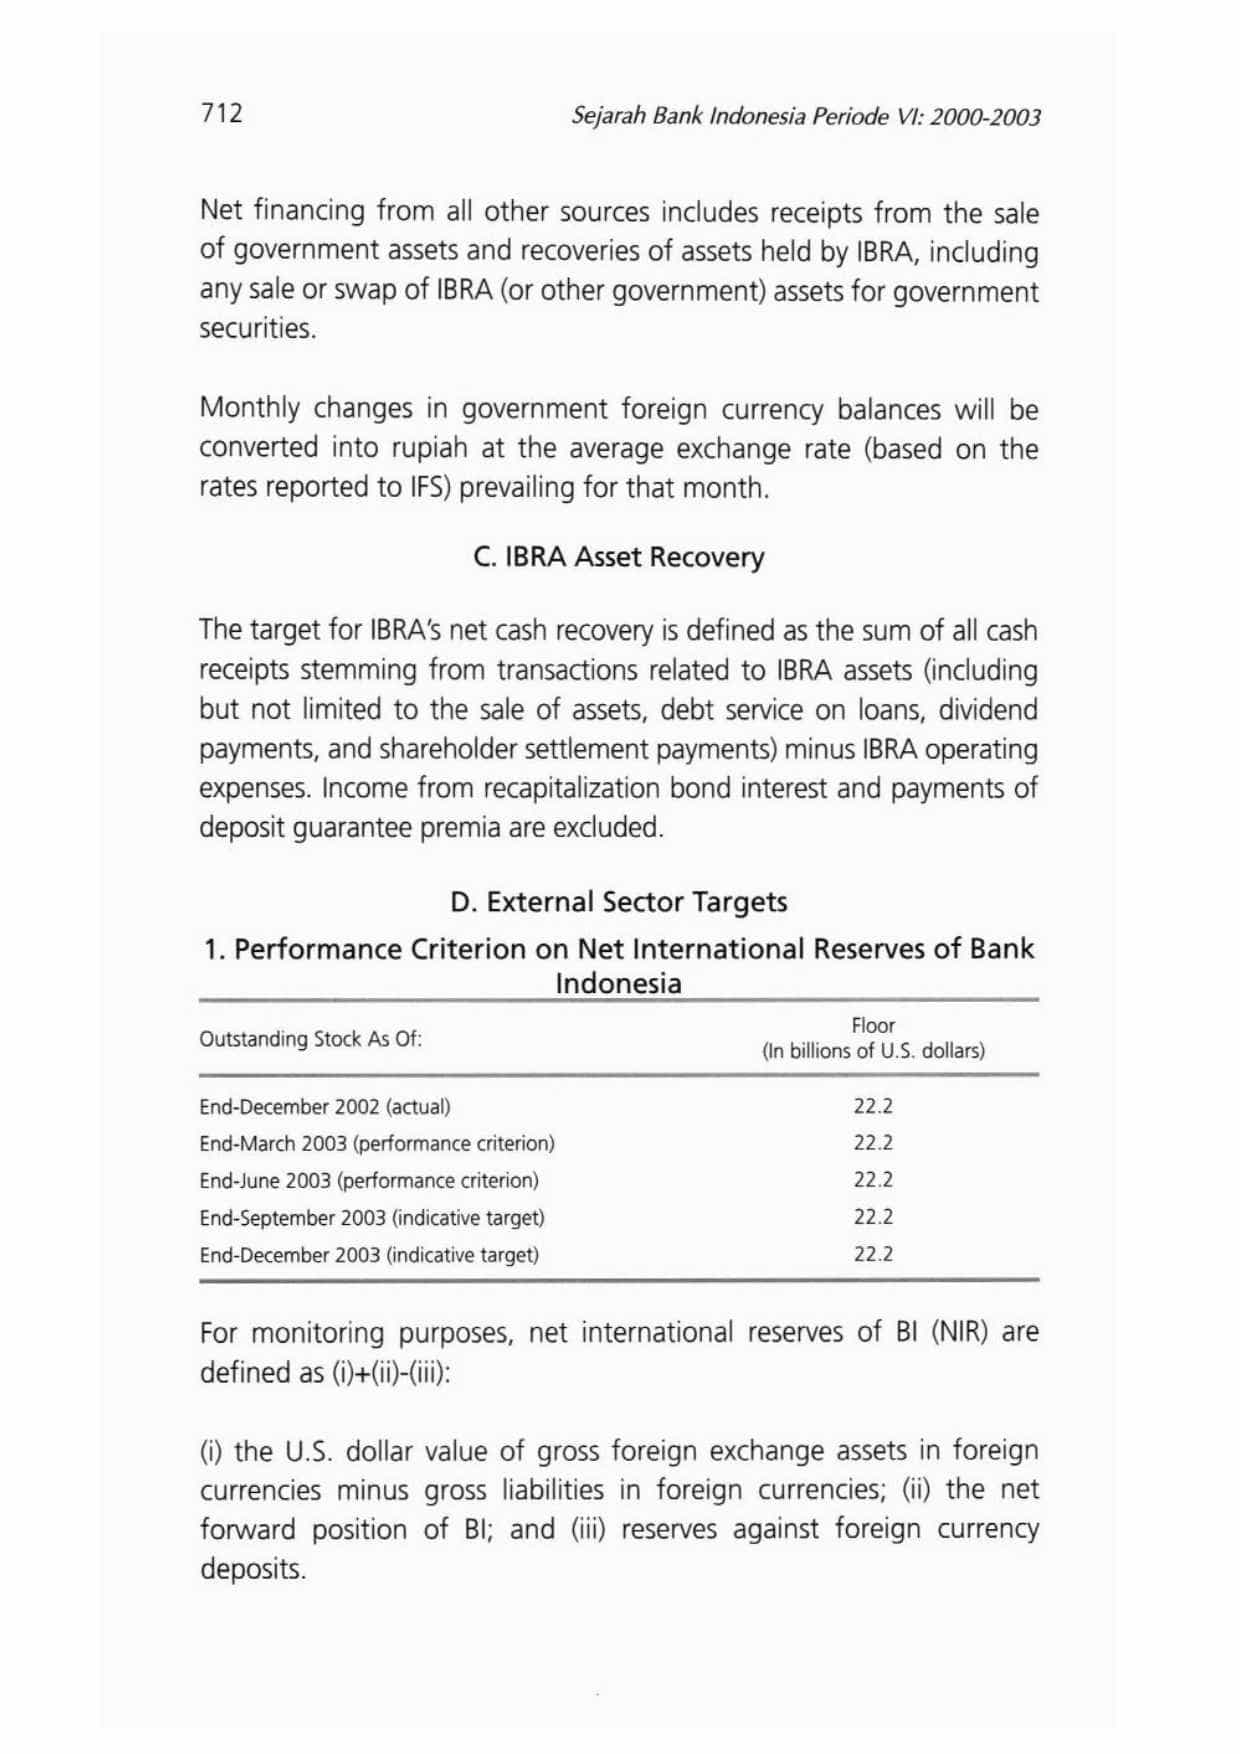 712
Sejarah Bank Indonesia Periode VI: 2000-2003
Net financing from all other sources includes receipts from the sale
of government assets and recoveries of assets held by IBRA, including
any sale or swap of IBRA (or other government) assets for government
securities.
Monthly changes in government foreign currency balances will be
converted into rupiah at the average exchange rate (based on the
rates reported to IFS) prevailing for that month.
C. IBRA Asset Recovery
The target for IBRA's net cash recovery is defined as the sum of all cash
receipts stemming from transactions related to IBRA assets (including
but not limited to the sale of assets, debt service on loans, dividend
payments, and shareholder settlement payments) minus IBRA operating
expenses. Income from recapitalization bond interest and payments of
deposit guarantee premia are excluded.
D. External Sector Targets
1. Performance Criterion on Net International Reserves of Bank
Indonesia
Outstanding Stock As Of:
Floor
(In billions of U.S. dollars)
End-December 2002 (actual) 22.2
End-March 2003 (performance criterion) 22.2
End-June 2003 (performance criterion) 22.2
End-September 2003 (indicative target) 22.2
End-December 2003 (indicative target) 22.2
For monitoring purposes, net international reserves of BI (NIR) are
defined as (i)+(ii)-(iii):
(i) the U.S. dollar value of gross foreign exchange assets in foreign
currencies minus gross liabilities in foreign currencies; (ii) the net
forward position of BI; and (iii) reserves against foreign currency
deposits.